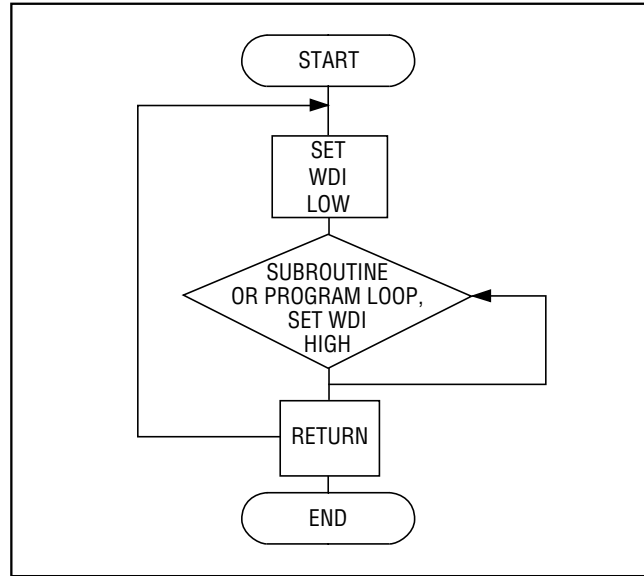 START
SET
WDI
LOW
SUBROUTINE
OR PROGRAM LOOP,
SET WDI
HIGH
RETURN
END